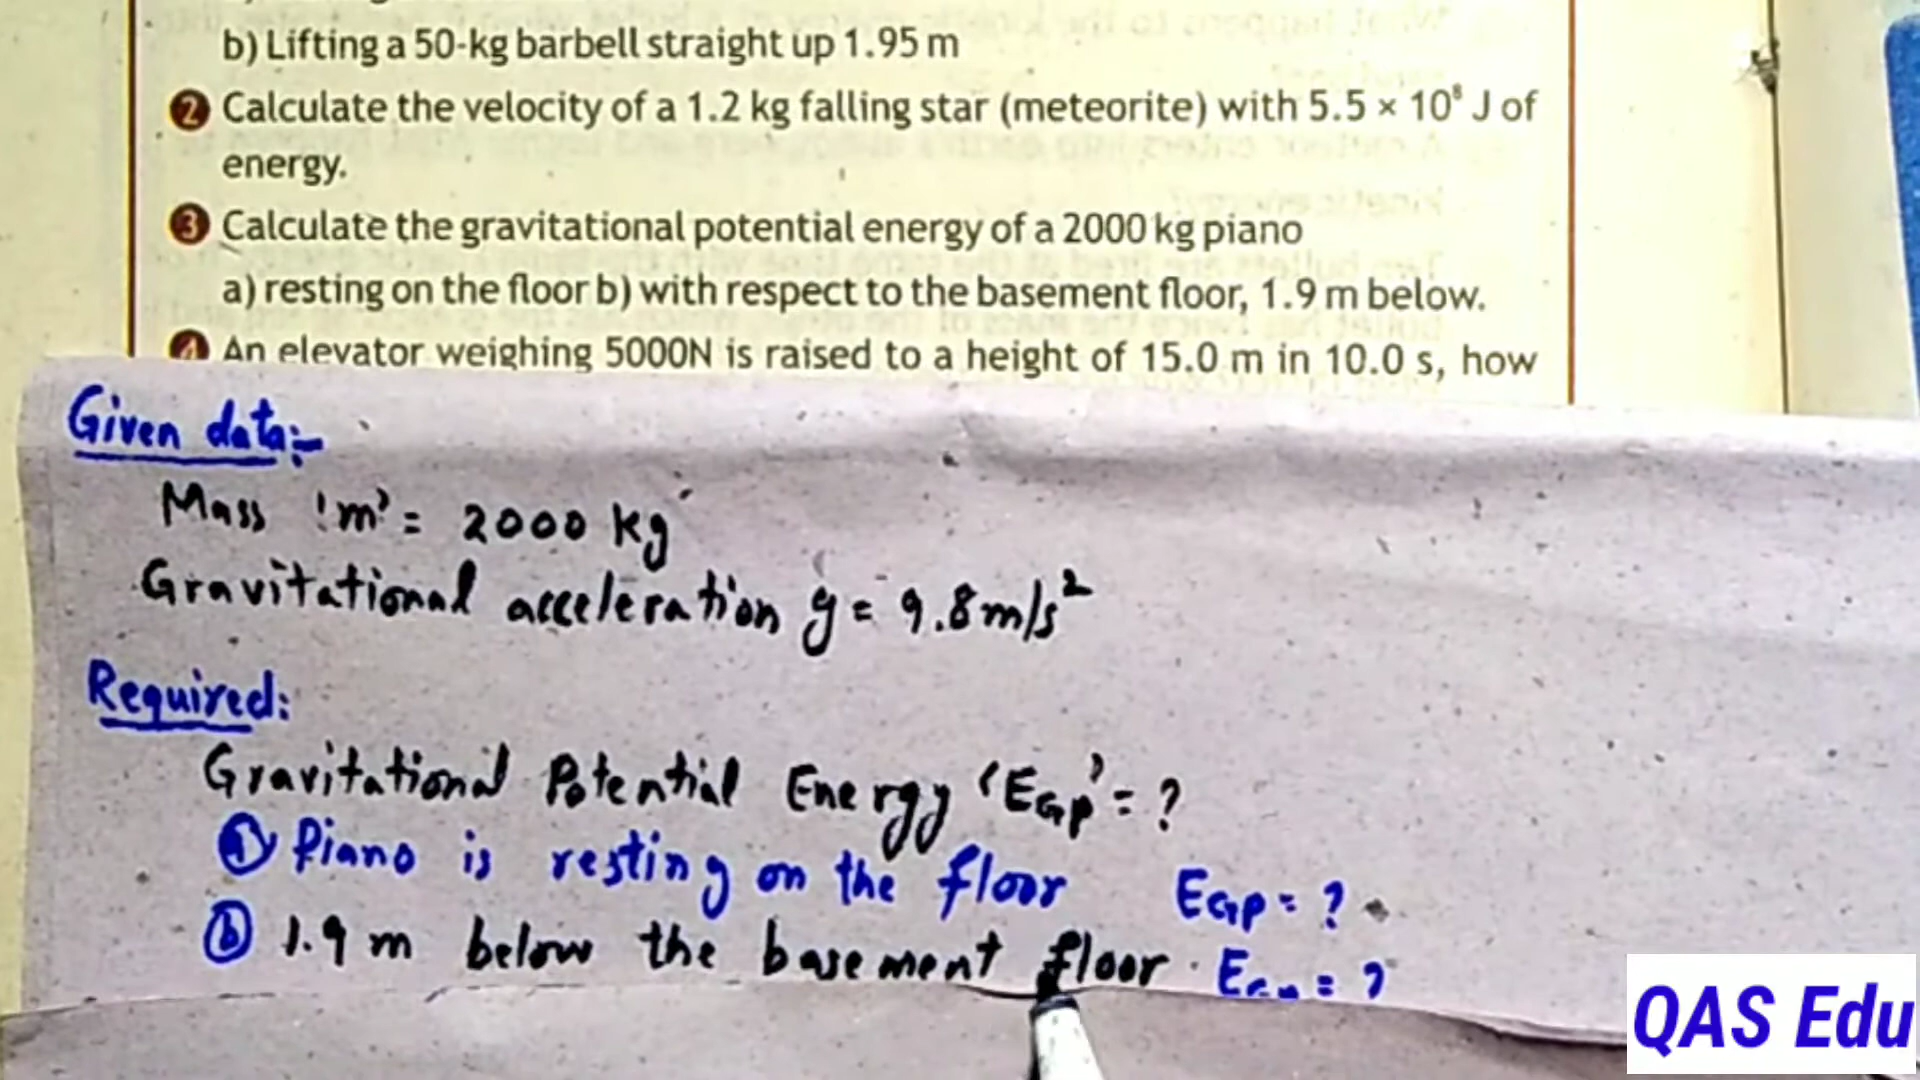 b) Lifting a 50-kg barbell straight up 1.95 m
2 Calculate the velocity of a 1.2 kg falling star (meteorite) with 5.5 × 10⁸ J of
energy.
3 Calculate the gravitational potential energy of a 2000 kg piano
a) resting on the floor b) with respect to the basement floor, 1.9 m below.
4 An elevator weighing 5000N is raised to a height of 15.0 m in 10.0 s, how
Given data:-
Mass 'm' = 2000 kg
Gravitational acceleration g = 9.8 m/s²
Required:
Gravitational Potential Energy 'EGP' = ?
a) Piano is resting on the floor EGP = ?
b) 1.9 m below the basement floor. EGP = ?
QAS Edu